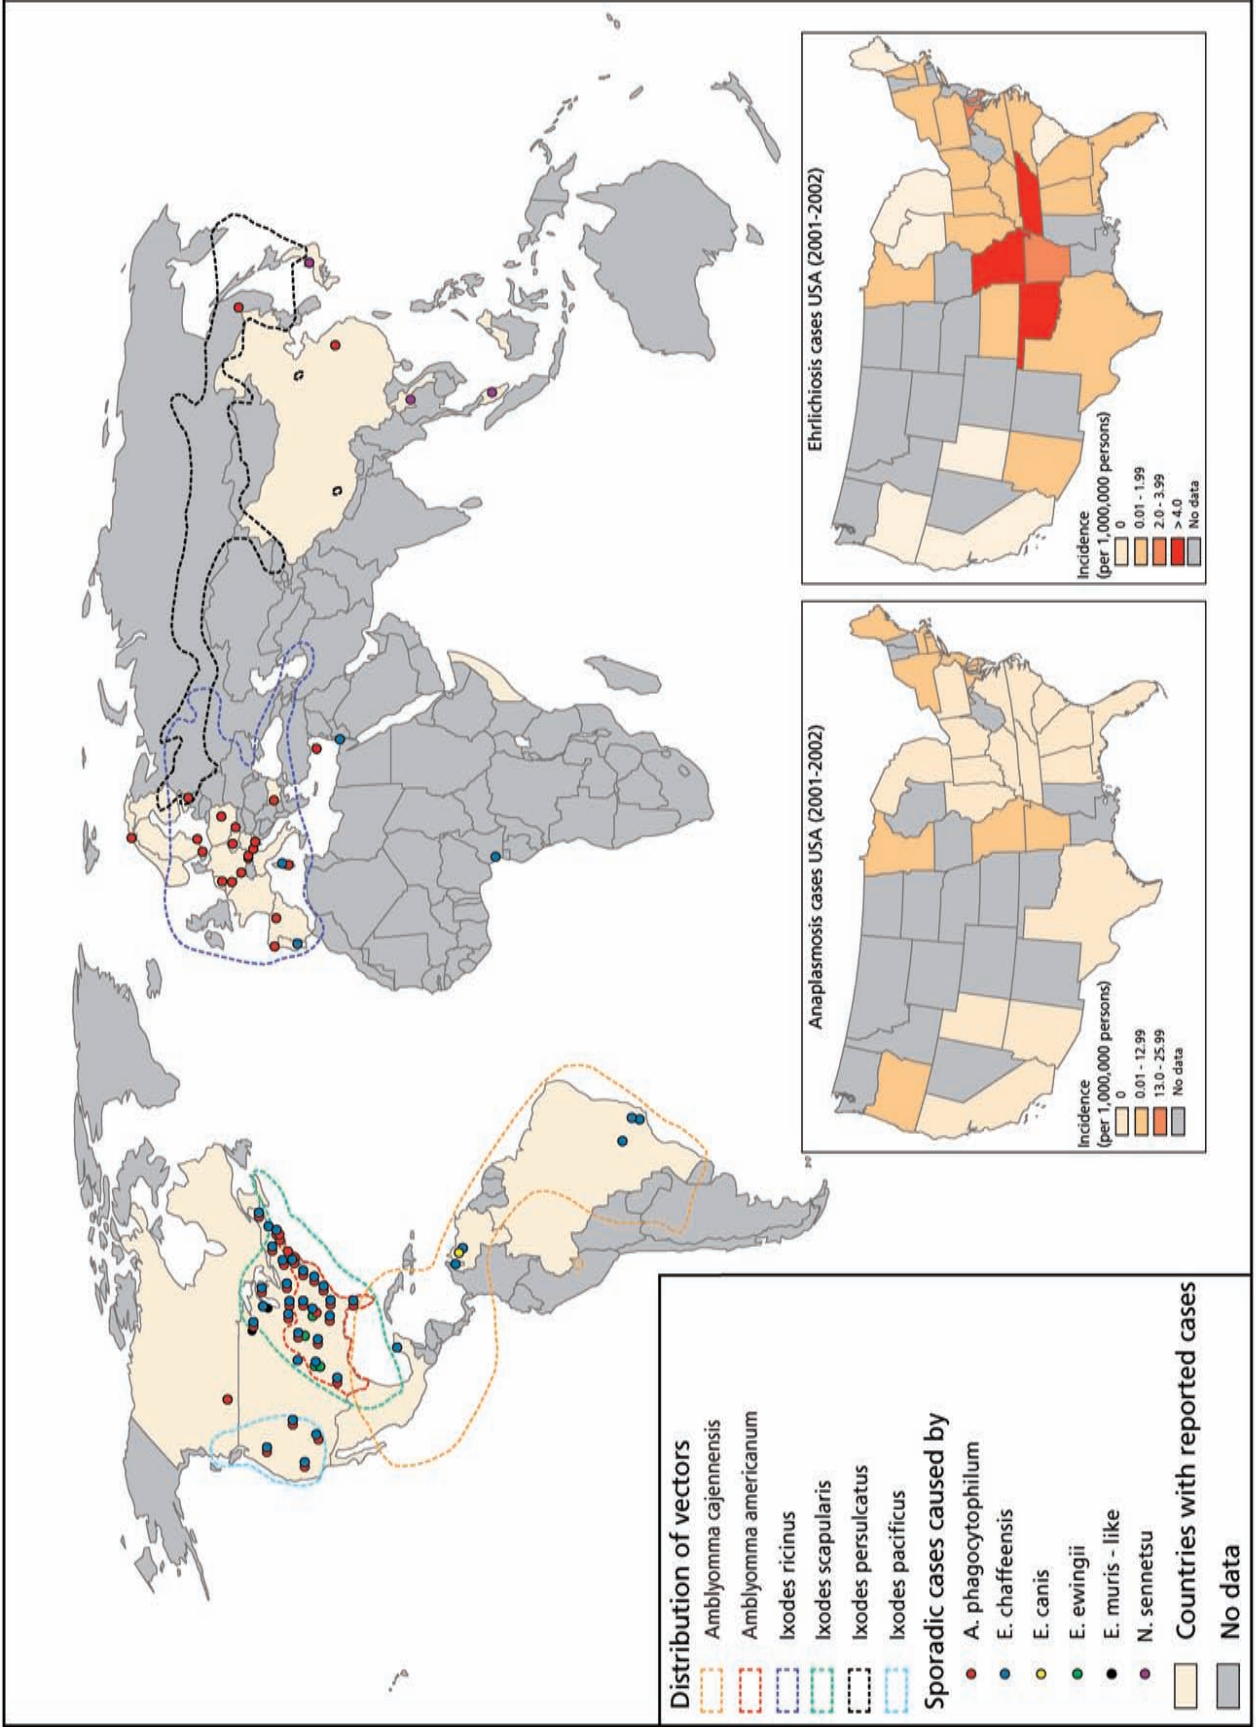 Distribution of vectors
Amblyomma cajennensis
Amblyomma americanum
Ixodes ricinus
Ixodes scapularis
Ixodes persulcatus
Ixodes pacificus
Sporadic cases caused by
A. phagocytophilum
E. chaffeensis
E. canis
E. ewingii
E. muris - like
N. sennetsu
Countries with reported cases
No data
Anaplasmosis cases USA (2001-2002)
Incidence
(per 1,000,000 persons)
0
0.01 - 12.99
13.0 - 25.99
No data
Ehrlichiosis cases USA (2001-2002)
Incidence
(per 1,000,000 persons)
0
0.01 - 1.99
2.0 - 3.99
> 4.0
No data